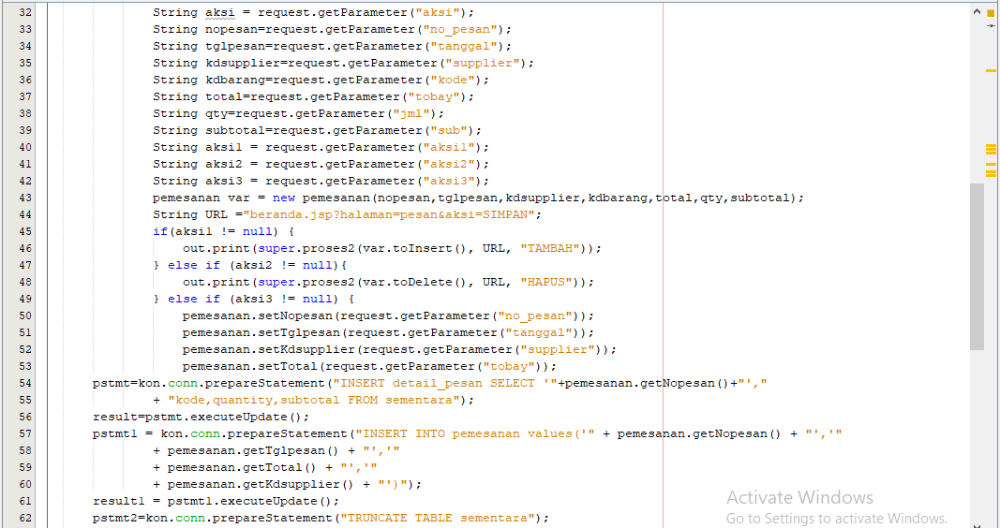 32 String aksi = request.getParameter("aksi");
33 String nopesan=request.getParameter("no_pesan");
34 String tglpesan=request.getParameter("tanggal");
35 String kdsupplier=request.getParameter("supplier");
36 String kdbarang=request.getParameter("kode");
37 String total=request.getParameter("tobay");
38 String qty=request.getParameter("jml");
39 String subtotal=request.getParameter("sub");
40 String aksi1 = request.getParameter("aksi1");
41 String aksi2 = request.getParameter("aksi2");
42 String aksi3 = request.getParameter("aksi3");
43 pemesanan var = new pemesanan(nopesan,tglpesan,kdsupplier,kdbarang,total,qty,subtotal);
44 String URL ="beranda.jsp?halaman=pesan&aksi=SIMPAN";
45 if(aksi1 != null) {
46 out.print(super.proses2(var.toInsert(), URL, "TAMBAH"));
47 } else if (aksi2 != null){
48 out.print(super.proses2(var.toDelete(), URL, "HAPUS"));
49 } else if (aksi3 != null) {
50 pemesanan.setNopesan(request.getParameter("no_pesan"));
51 pemesanan.setTglpesan(request.getParameter("tanggal"));
52 pemesanan.setKdsupplier(request.getParameter("supplier"));
53 pemesanan.setTotal(request.getParameter("tobay"));
54 pstmt=kon.conn.prepareStatement("INSERT detail_pesan SELECT '"+pemesanan.getNopesan()+"',"
55 + "kode,quantity,subtotal FROM sementara");
56 result=pstmt.executeUpdate();
57 pstmt1 = kon.conn.prepareStatement("INSERT INTO pemesanan values('" + pemesanan.getNopesan() + "','"
58 + pemesanan.getTglpesan() + "','"
59 + pemesanan.getTotal() + "','"
60 + pemesanan.getKdsupplier() + "')");
61 result1 = pstmt1.executeUpdate();
62 pstmt2=kon.conn.prepareStatement("TRUNCATE TABLE sementara");
Activate Windows
Go to Settings to activate Windows.